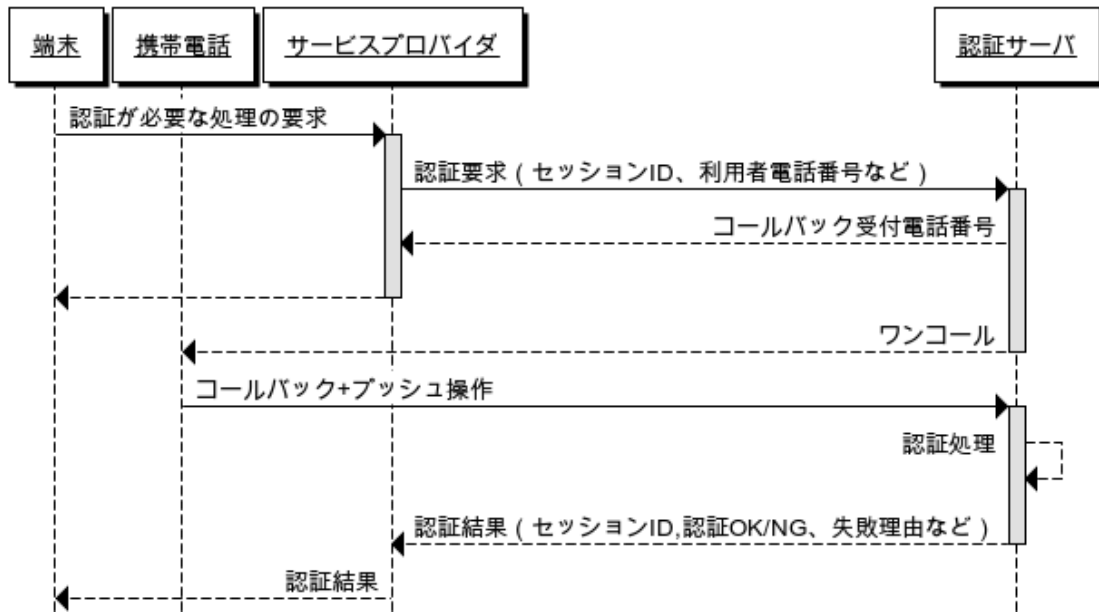 端末
携帯電話
サービスプロバイダ
認証サーバ
認証が必要な処理の要求
認証要求（セッションID、利用者電話番号など）
コールバック受付電話番号
ワンコール
コールバック+プッシュ操作
認証処理
認証結果（セッションID,認証OK/NG、失敗理由など）
認証結果